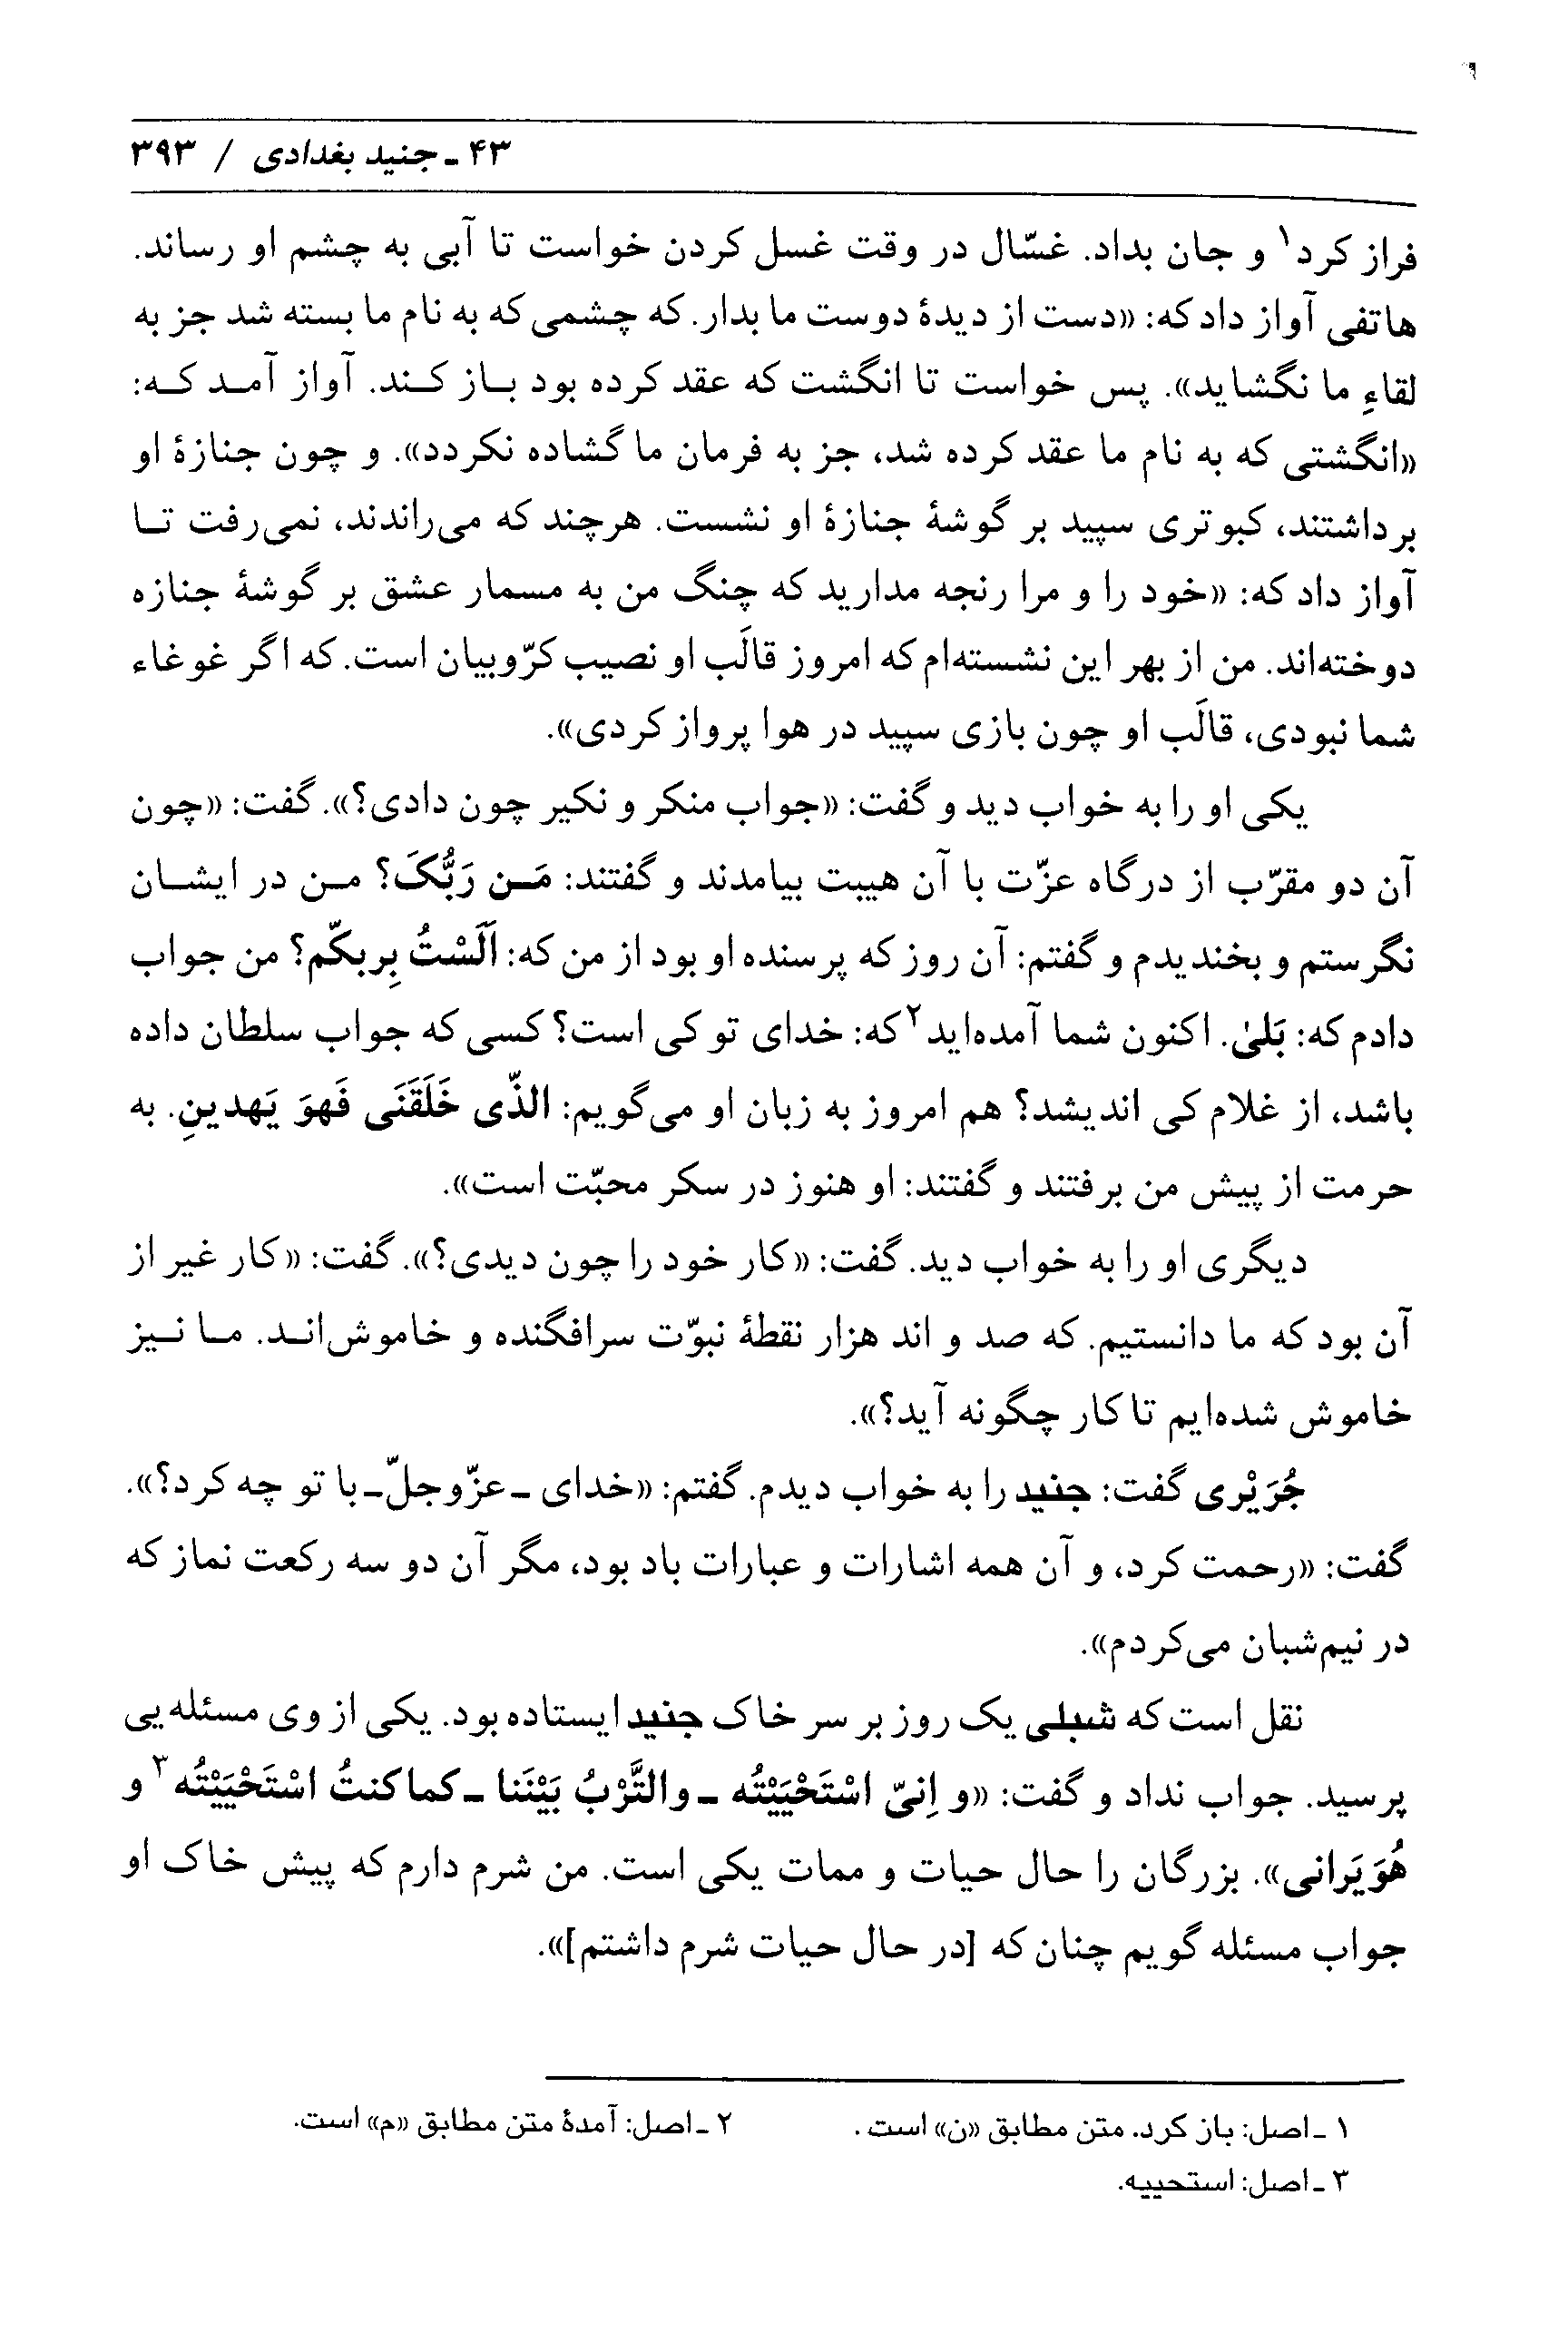 ۴۳ ـ جنید بغدادی / ۳۹۳
فراز کرد۱ و جان بداد. غسّال در وقت غسل کردن خواست تا آبی به چشم او رساند.
هاتفی آواز داد که: «دست از دیدهٔ دوست ما بدار. که چشمی که به نام ما بسته شد جز به
لقاءِ ما نگشاید». پس خواست تا انگشت که عقد کرده بود بـاز کـند. آواز آمـد کـه:
«انگشتی که به نام ما عقد کرده شد، جز به فرمان ما گشاده نکردد». و چون جنازهٔ او
برداشتند، کبوتری سپید بر گوشهٔ جنازهٔ او نشست. هرچند که می‌راندند، نمی‌رفت تـا
آواز داد که: «خود را و مرا رنجه مدارید که چنگ من به مسمار عشق بر گوشهٔ جنازه
دوخته‌اند. من از بهر این نشسته‌ام که امروز قالَب او نصیب کرّوبیان است. که اگر غوغاء
شما نبودی، قالَب او چون بازی سپید در هوا پرواز کردی».
یکی او را به خواب دید و گفت: «جواب منکر و نکیر چون دادی؟». گفت: «چون
آن دو مقرّب از درگاه عزّت با آن هیبت بیامدند و گفتند: مَـن رَبُّکَ؟ مـن در ایشـان
نگرستم و بخندیدم و گفتم: آن روز که پرسنده او بود از من که: اَلَسْتُ بِربکّم؟ من جواب
دادم که: بَلیٰ. اکنون شما آمده‌اید۲ که: خدای تو کی است؟ کسی که جواب سلطان داده
باشد، از غلام کی اندیشد؟ هم امروز به زبان او می‌گویم: الذّی خَلَقَنَی فَهوَ یَهدینِ. به
حرمت از پیش من برفتند و گفتند: او هنوز در سکر محبّت است».
دیگری او را به خواب دید. گفت: «کار خود را چون دیدی؟». گفت: «کار غیر از
آن بود که ما دانستیم. که صد و اند هزار نقطهٔ نبوّت سرافگنده و خاموش‌انـد. مـا نـیز
خاموش شده‌ایم تا کار چگونه آید؟».
جُرَیْری گفت: جنید را به خواب دیدم. گفتم: «خدای ـ عزّوجلّ ـ با تو چه کرد؟».
گفت: «رحمت کرد، و آن همه اشارات و عبارات باد بود، مگر آن دو سه رکعت نماز که
در نیم‌شبان می‌کردم».
نقل است که شبلی یک روز بر سر خاک جنید ایستاده بود. یکی از وی مسئله‌یی
پرسید. جواب نداد و گفت: «و اِنیّ اسْتَحْیَیْتُه ـ والتَّرْبُ بَیْنَنا ـ کما کنتُ اسْتَحْیَیْتُه۳ و
هُوَ یَرانی». بزرگان را حال حیات و ممات یکی است. من شرم دارم که پیش خاک او
جواب مسئله گویم چنان که [در حال حیات شرم داشتم]».
۱ ـ اصل: باز کرد. متن مطابق «ن» است. ۲ ـ اصل: آمدهٔ متن مطابق «م» است.
۳ ـ اصل: استحییه.